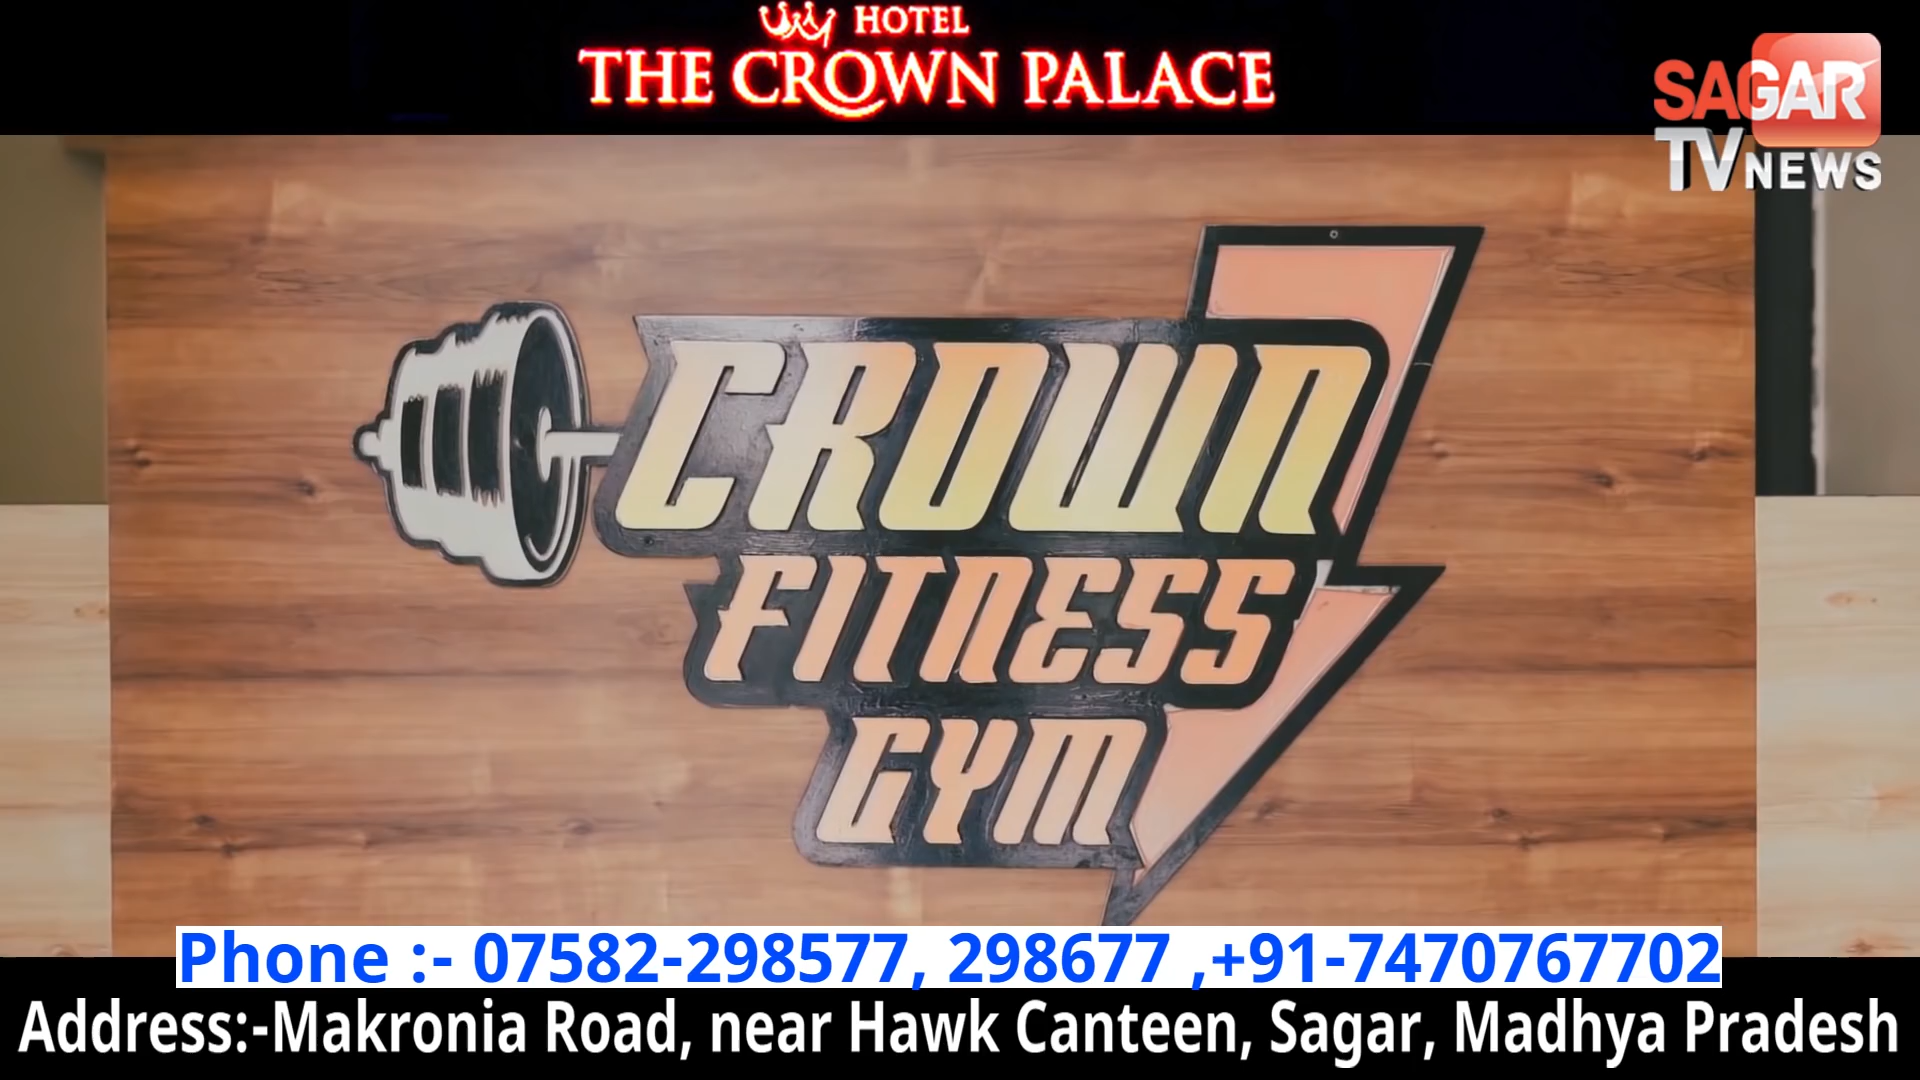 HOTEL
THE CROWN PALACE
SAGAR
TV NEWS
CROWN
FITNESS
GYM
Phone :- 07582-298577, 298677 ,+91-7470767702
Address:-Makronia Road, near Hawk Canteen, Sagar, Madhya Pradesh